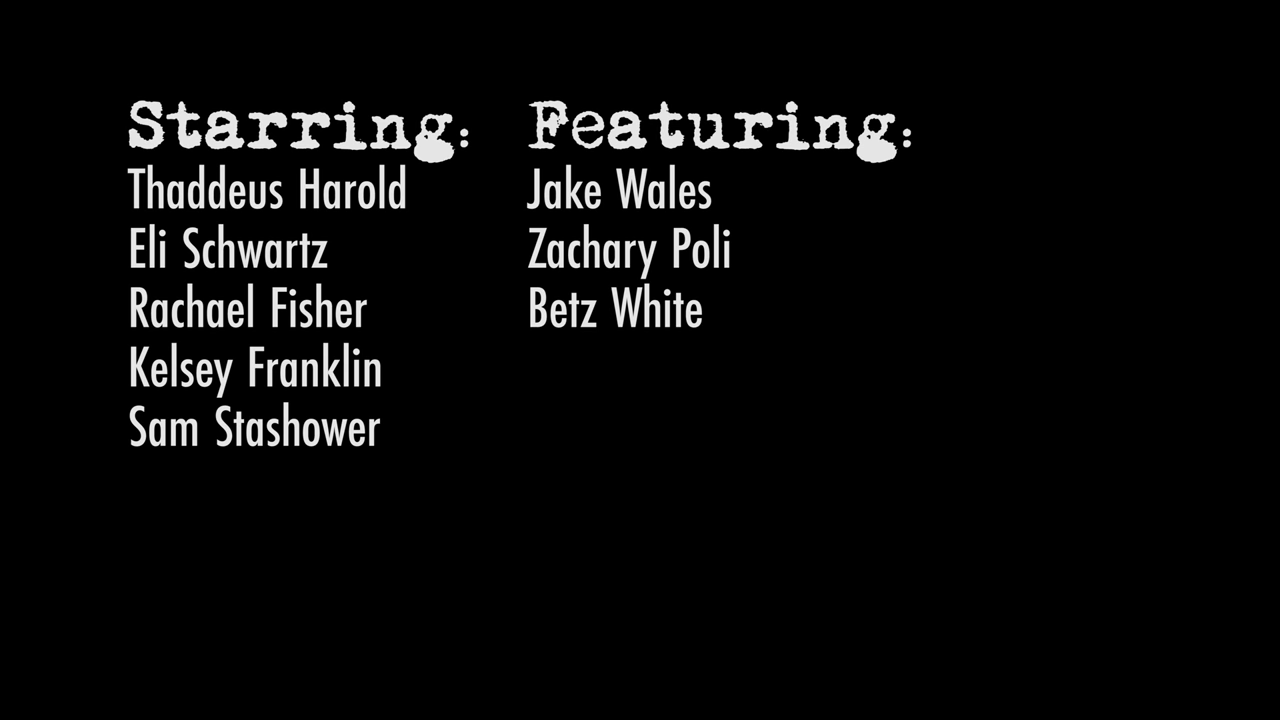 Starring:
Thaddeus Harold
Eli Schwartz
Rachael Fisher
Kelsey Franklin
Sam Stashower
Featuring:
Jake Wales
Zachary Poli
Betz White